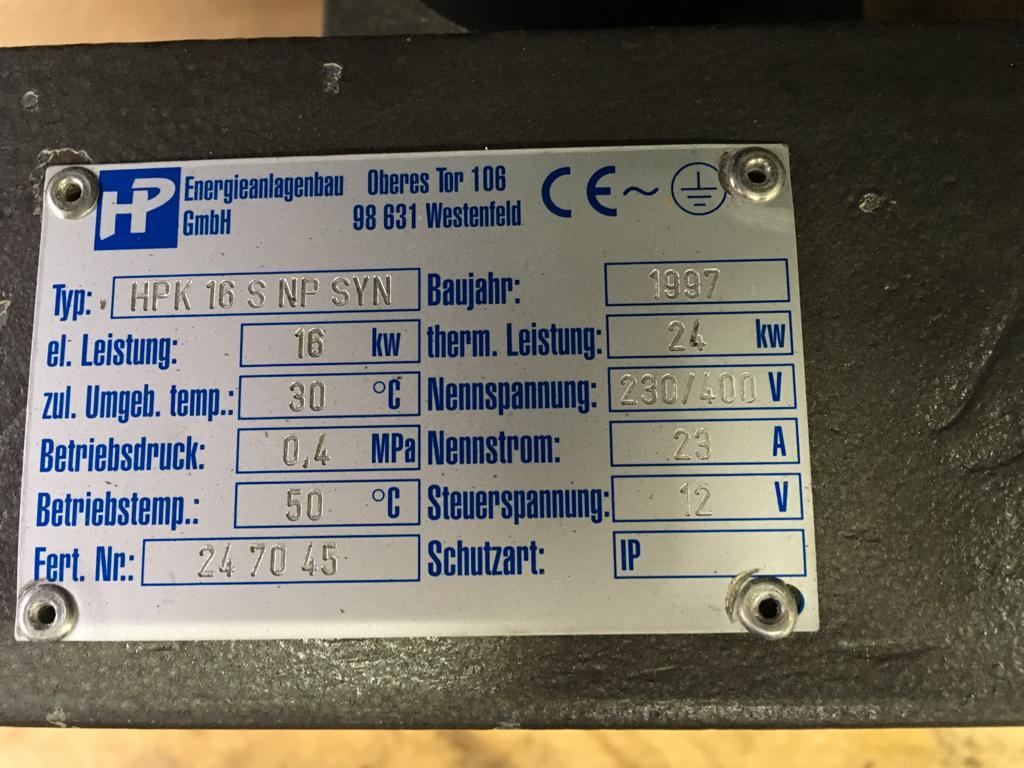 HP Energieanlagenbau GmbH
Oberes Tor 106
98 631 Westenfeld
CE ~
Typ: HPK 16 S NP SYN
Baujahr: 1997
el. Leistung: 16 kw
therm. Leistung: 24 kw
zul. Umgeb. temp.: 30 °C
Nennspannung: 230/400 V
Betriebsdruck: 0,4 MPa
Nennstrom: 23 A
Betriebstemp.: 50 °C
Steuerspannung: 12 V
Fert. Nr.: 24 70 45
Schutzart: IP